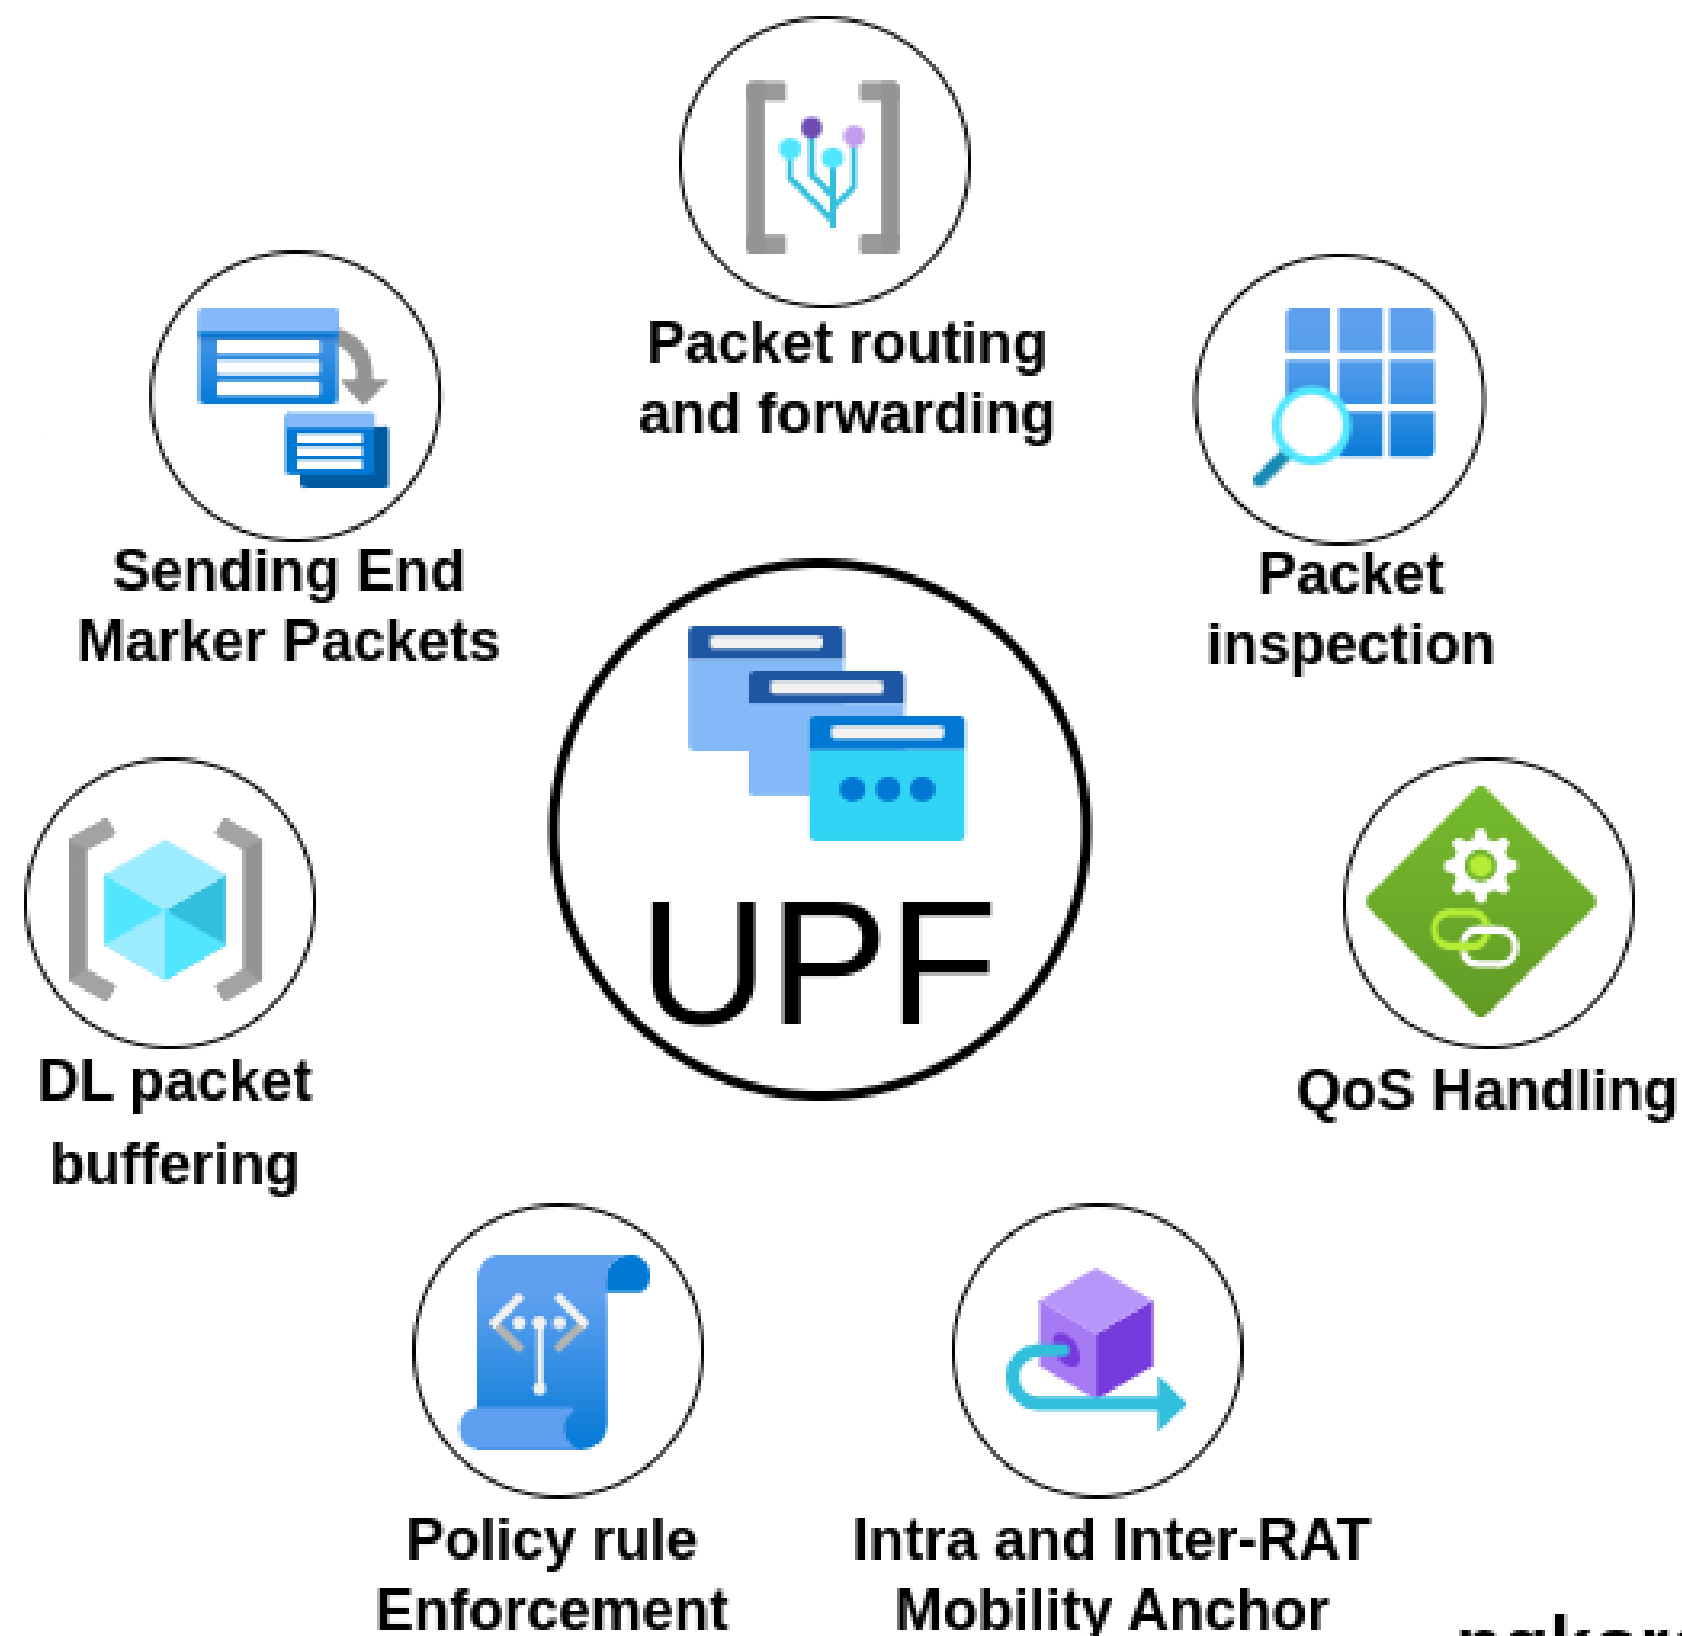 Packet routing
and forwarding
Sending End
Marker Packets
Packet
inspection
UPF
DL packet
buffering
QoS Handling
Policy rule
Enforcement
Intra and Inter-RAT
Mobility Anchor